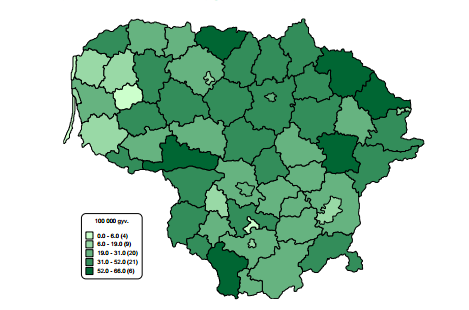 100 000 gyv.
0.0 - 6.0 (4)
6.0 - 19.0 (9)
19.0 - 31.0 (20)
31.0 - 52.0 (21)
52.0 - 66.0 (6)